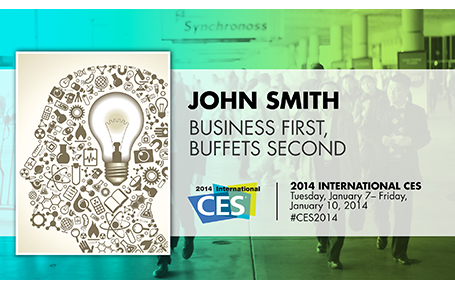 Synchronoss
JOHN SMITH
BUSINESS FIRST,
BUFFETS SECOND
2014 International
CES
2014 INTERNATIONAL CES
Tuesday, January 7– Friday,
January 10, 2014
#CES2014